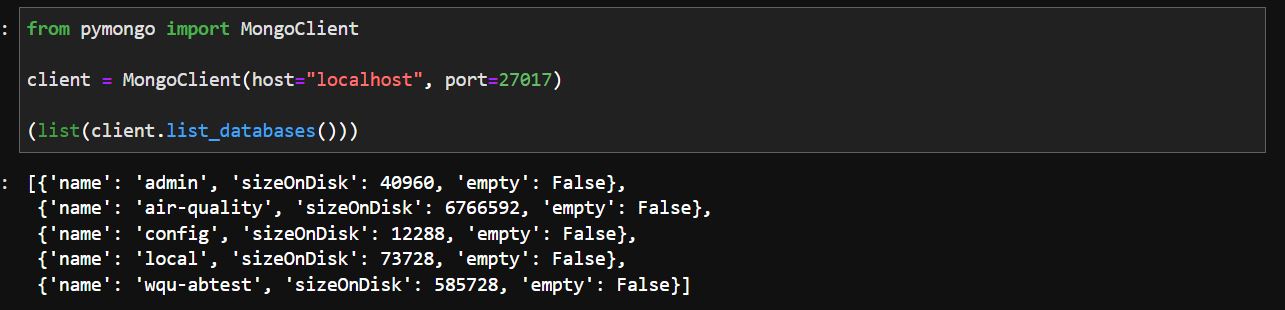 : from pymongo import MongoClient
client = MongoClient(host="localhost", port=27017)
(list(client.list_databases()))
: [{'name': 'admin', 'sizeOnDisk': 40960, 'empty': False},
{'name': 'air-quality', 'sizeOnDisk': 6766592, 'empty': False},
{'name': 'config', 'sizeOnDisk': 12288, 'empty': False},
{'name': 'local', 'sizeOnDisk': 73728, 'empty': False},
{'name': 'wqu-abtest', 'sizeOnDisk': 585728, 'empty': False}]